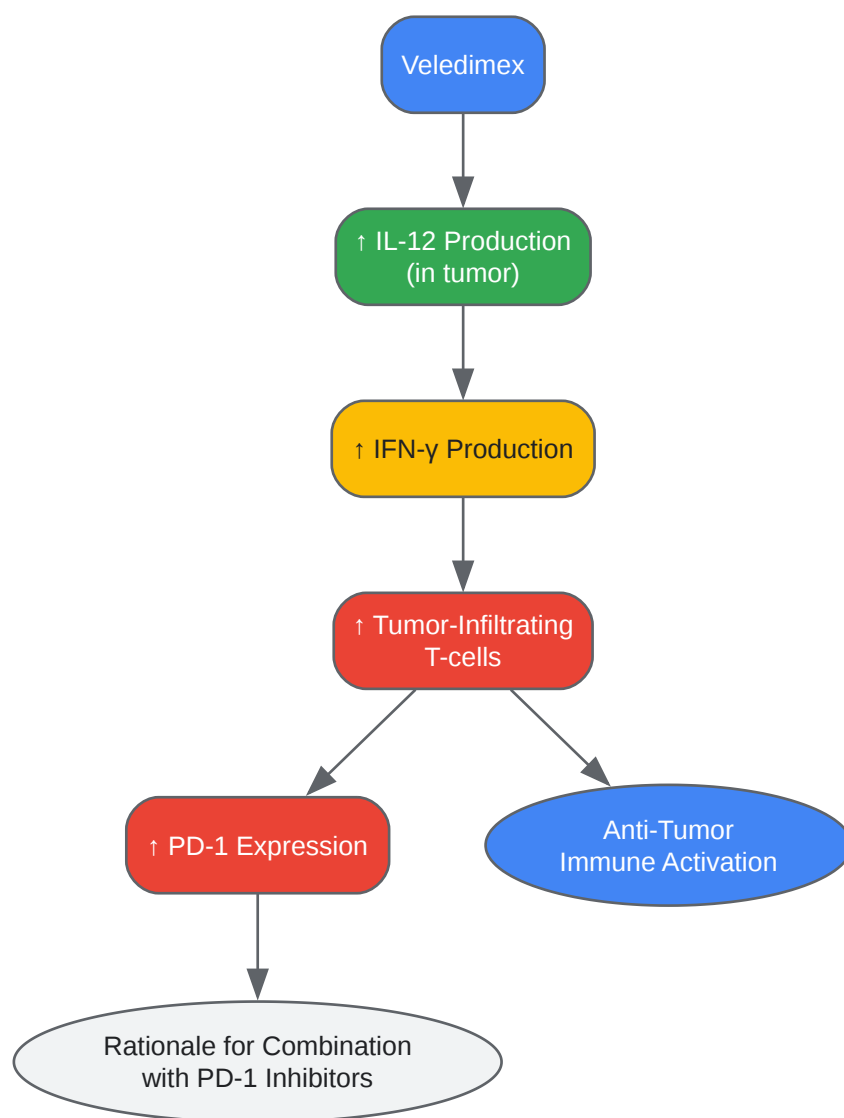 Veledimex
↑ IL-12 Production
(in tumor)
↑ IFN-γ Production
↑ Tumor-Infiltrating
T-cells
↑ PD-1 Expression
Anti-Tumor
Immune Activation
Rationale for Combination
with PD-1 Inhibitors